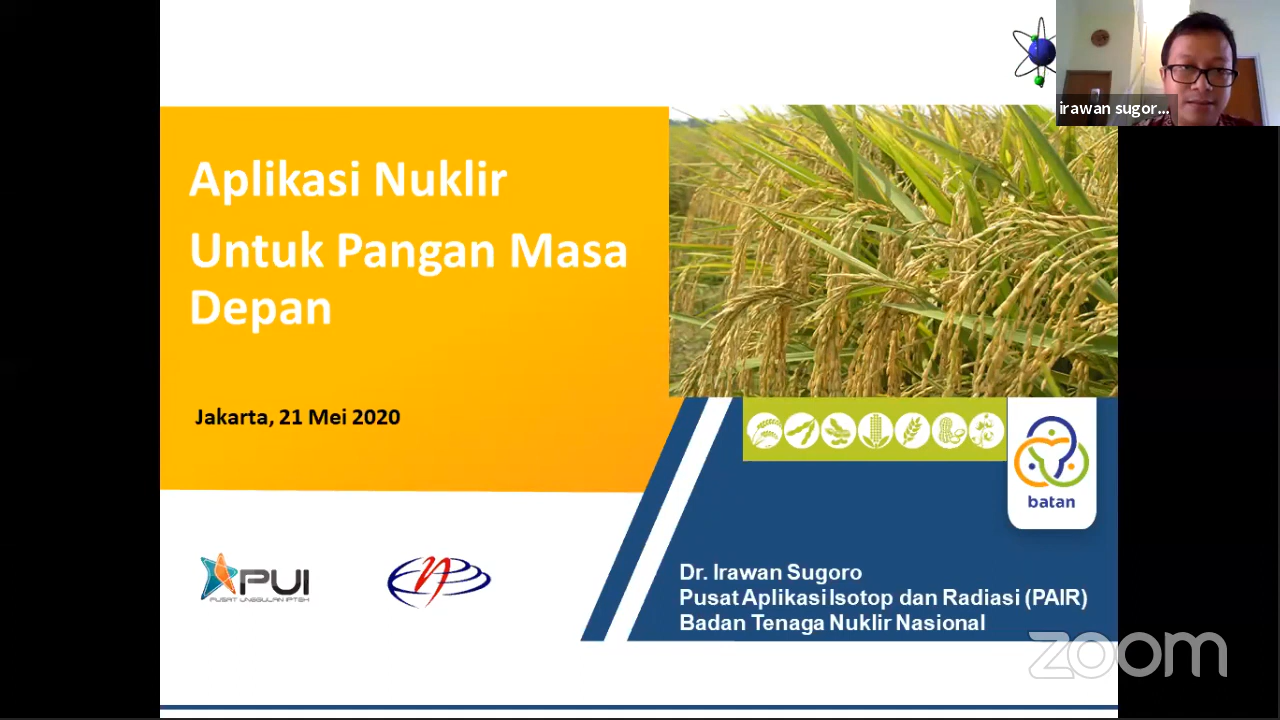 irawan sugor...
Aplikasi Nuklir
Untuk Pangan Masa
Depan
Jakarta, 21 Mei 2020
batan
PUI
PUSAT UNGGULAN IPTEK
Dr. Irawan Sugoro
Pusat Aplikasi Isotop dan Radiasi (PAIR)
Badan Tenaga Nuklir Nasional
zoom